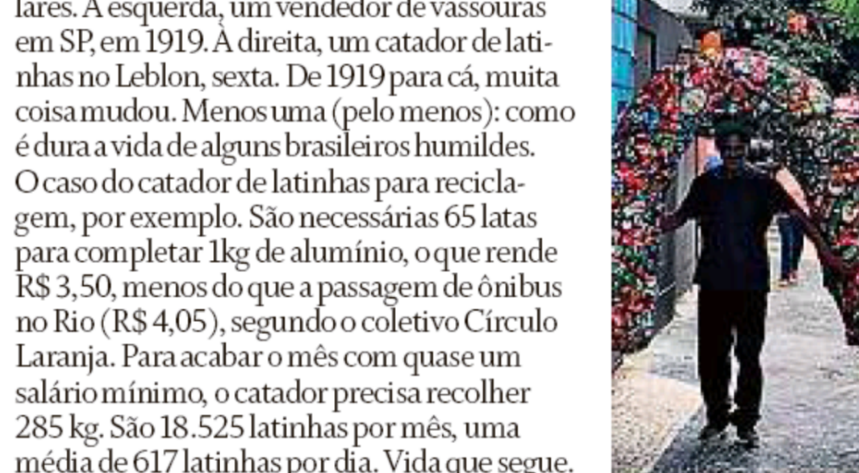 lares. À esquerda, um vendedor de vassouras
em SP, em 1919. À direita, um catador de lati-
nhas no Leblon, sexta. De 1919 para cá, muita
coisa mudou. Menos uma (pelo menos): como
é dura a vida de alguns brasileiros humildes.
O caso do catador de latinhas para recicla-
gem, por exemplo. São necessárias 65 latas
para completar 1kg de alumínio, o que rende
R$ 3,50, menos do que a passagem de ônibus
no Rio (R$ 4,05), segundo o coletivo Círculo
Laranja. Para acabar o mês com quase um
salário mínimo, o catador precisa recolher
285 kg. São 18.525 latinhas por mês, uma
média de 617 latinhas por dia. Vida que segue.